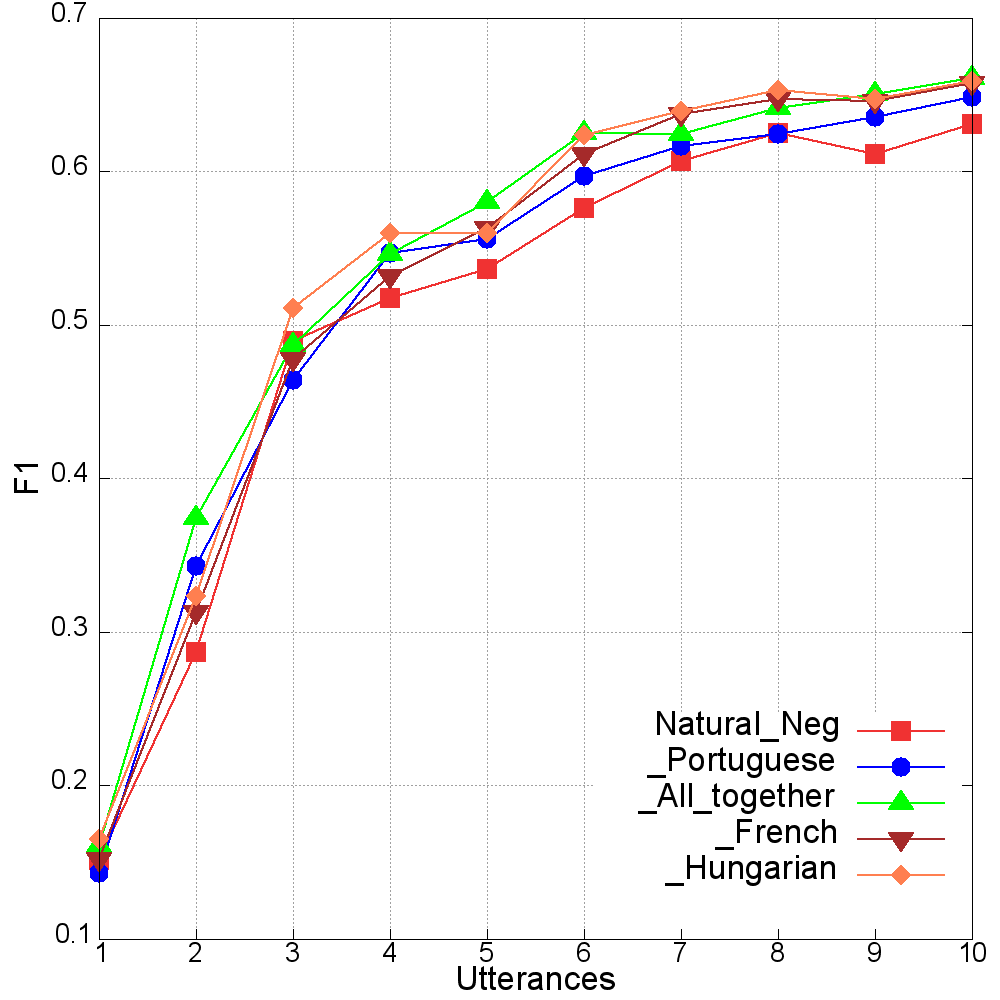 0.7
0.6
0.5
0.4
0.3
0.2
0.1
F1
Natural_Neg
_Portuguese
_All_together
_French
_Hungarian
1 2 3 4 5 6 7 8 9 10
Utterances